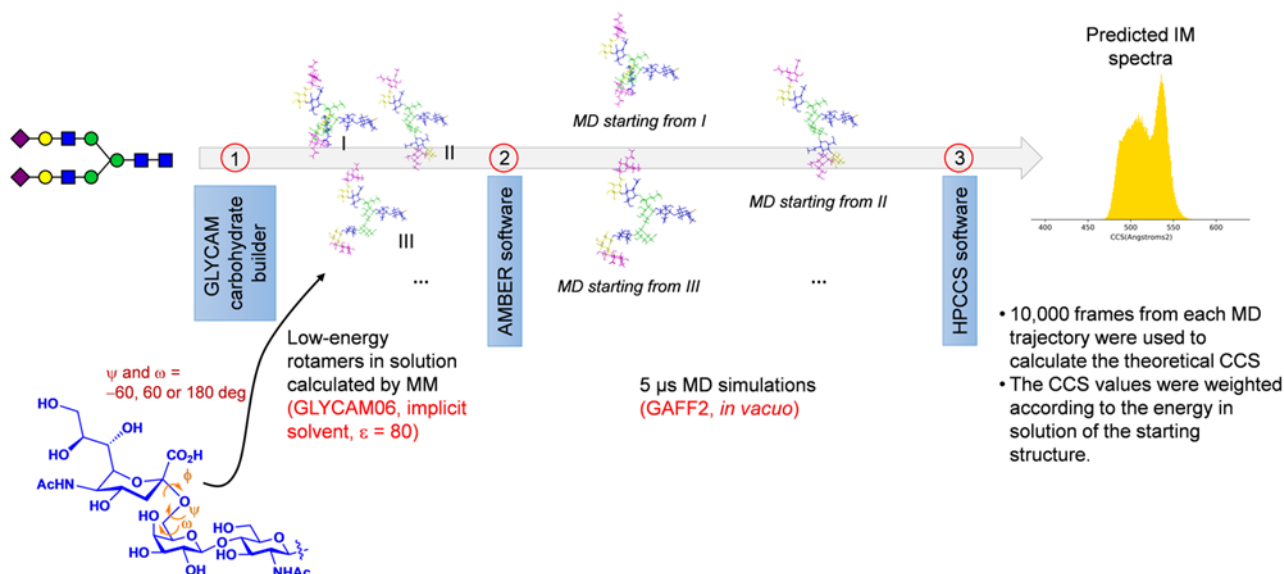 Predicted IM
spectra
MD starting from I
I
II
1
2
3
MD starting from II
III
GLYCAM
carbohydrate
builder
AMBER software
HPCCS software
MD starting from III
...
...
400 450 500 550 600
CCS(Angstroms2)
Low-energy
rotamers in solution
calculated by MM
(GLYCAM06, implicit
solvent, ε = 80)
5 µs MD simulations
(GAFF2, in vacuo)
• 10,000 frames from each MD
trajectory were used to
calculate the theoretical CCS
• The CCS values were weighted
according to the energy in
solution of the starting
structure.
ψ and ω =
–60, 60 or 180 deg
HO
OH
HO
CO2H
AcHN
O
HO
ϕ
O
ψ
HO
ω
HO
O
HO
OH
O
HO
O
NHAc